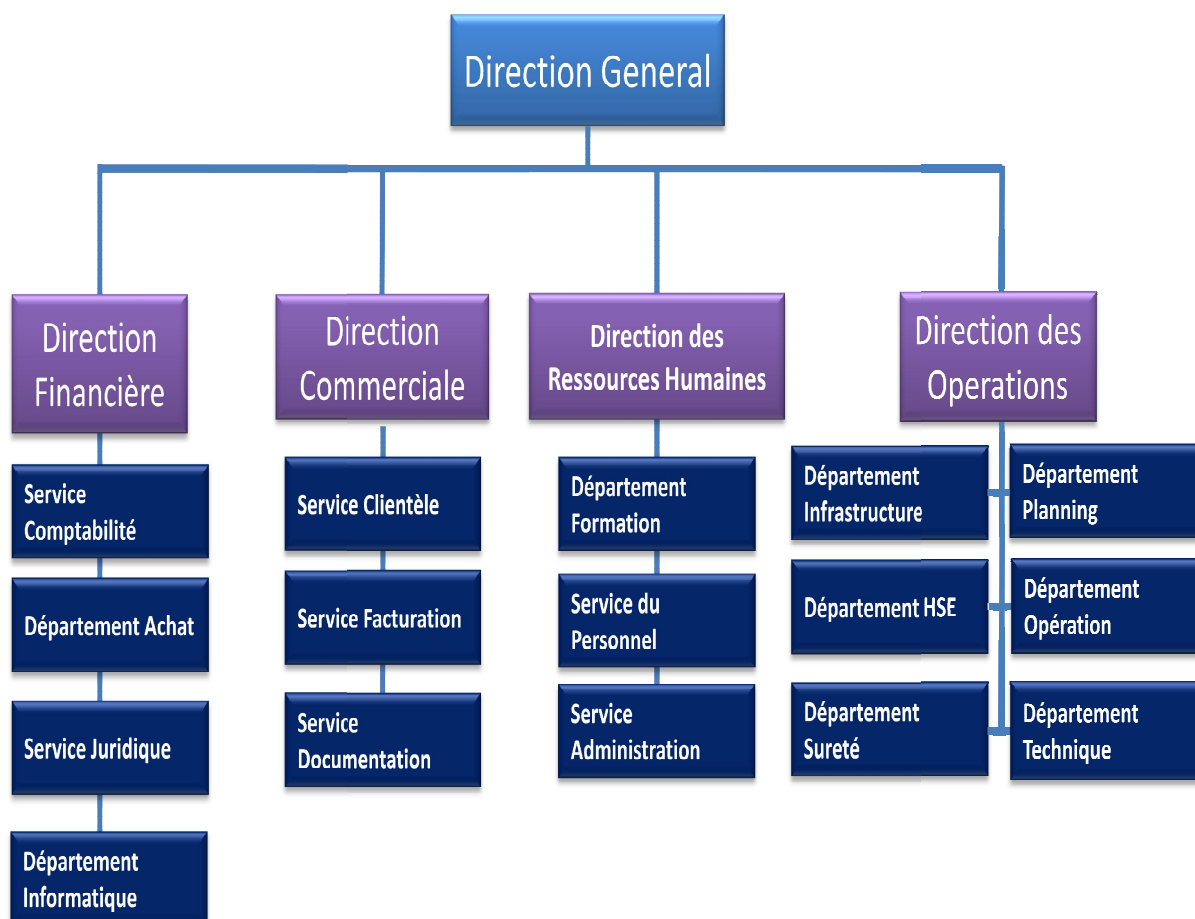 Direction General
Direction
Financière
Direction
Commerciale
Direction des
Ressources Humaines
Direction des
Operations
Service
Comptabilité
Département Achat
Service Juridique
Département
Informatique
Service Clientèle
Service Facturation
Service
Documentation
Département
Formation
Service du
Personnel
Service
Administration
Département
Infrastructure
Département
Planning
Département HSE
Département
Opération
Département
Sureté
Département
Technique